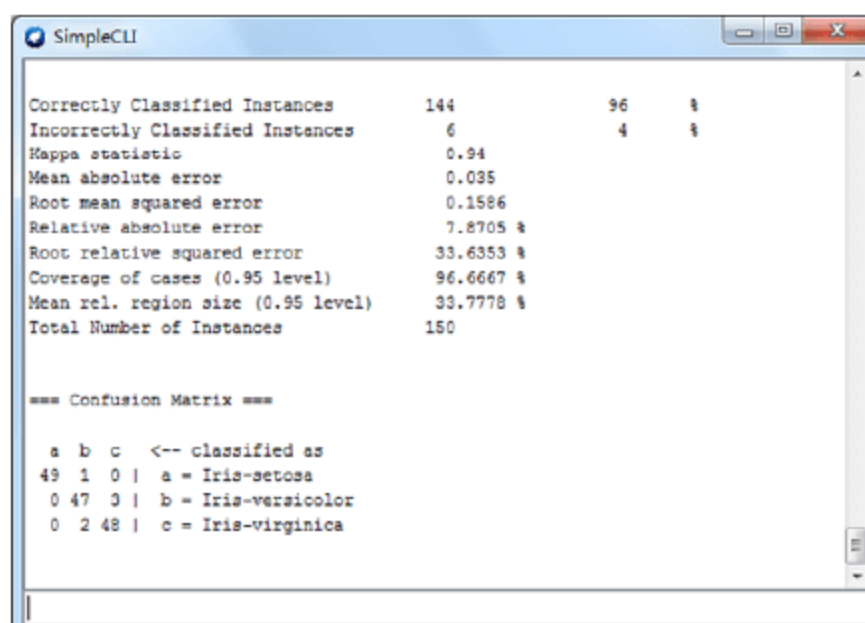 SimpleCLI
Correctly Classified Instances 144 96 %
Incorrectly Classified Instances 6 4 %
Kappa statistic 0.94
Mean absolute error 0.035
Root mean squared error 0.1586
Relative absolute error 7.8705 %
Root relative squared error 33.6353 %
Coverage of cases (0.95 level) 96.6667 %
Mean rel. region size (0.95 level) 33.7778 %
Total Number of Instances 150
=== Confusion Matrix ===
a b c <-- classified as
49 1 0 | a = Iris-setosa
0 47 3 | b = Iris-versicolor
0 2 48 | c = Iris-virginica